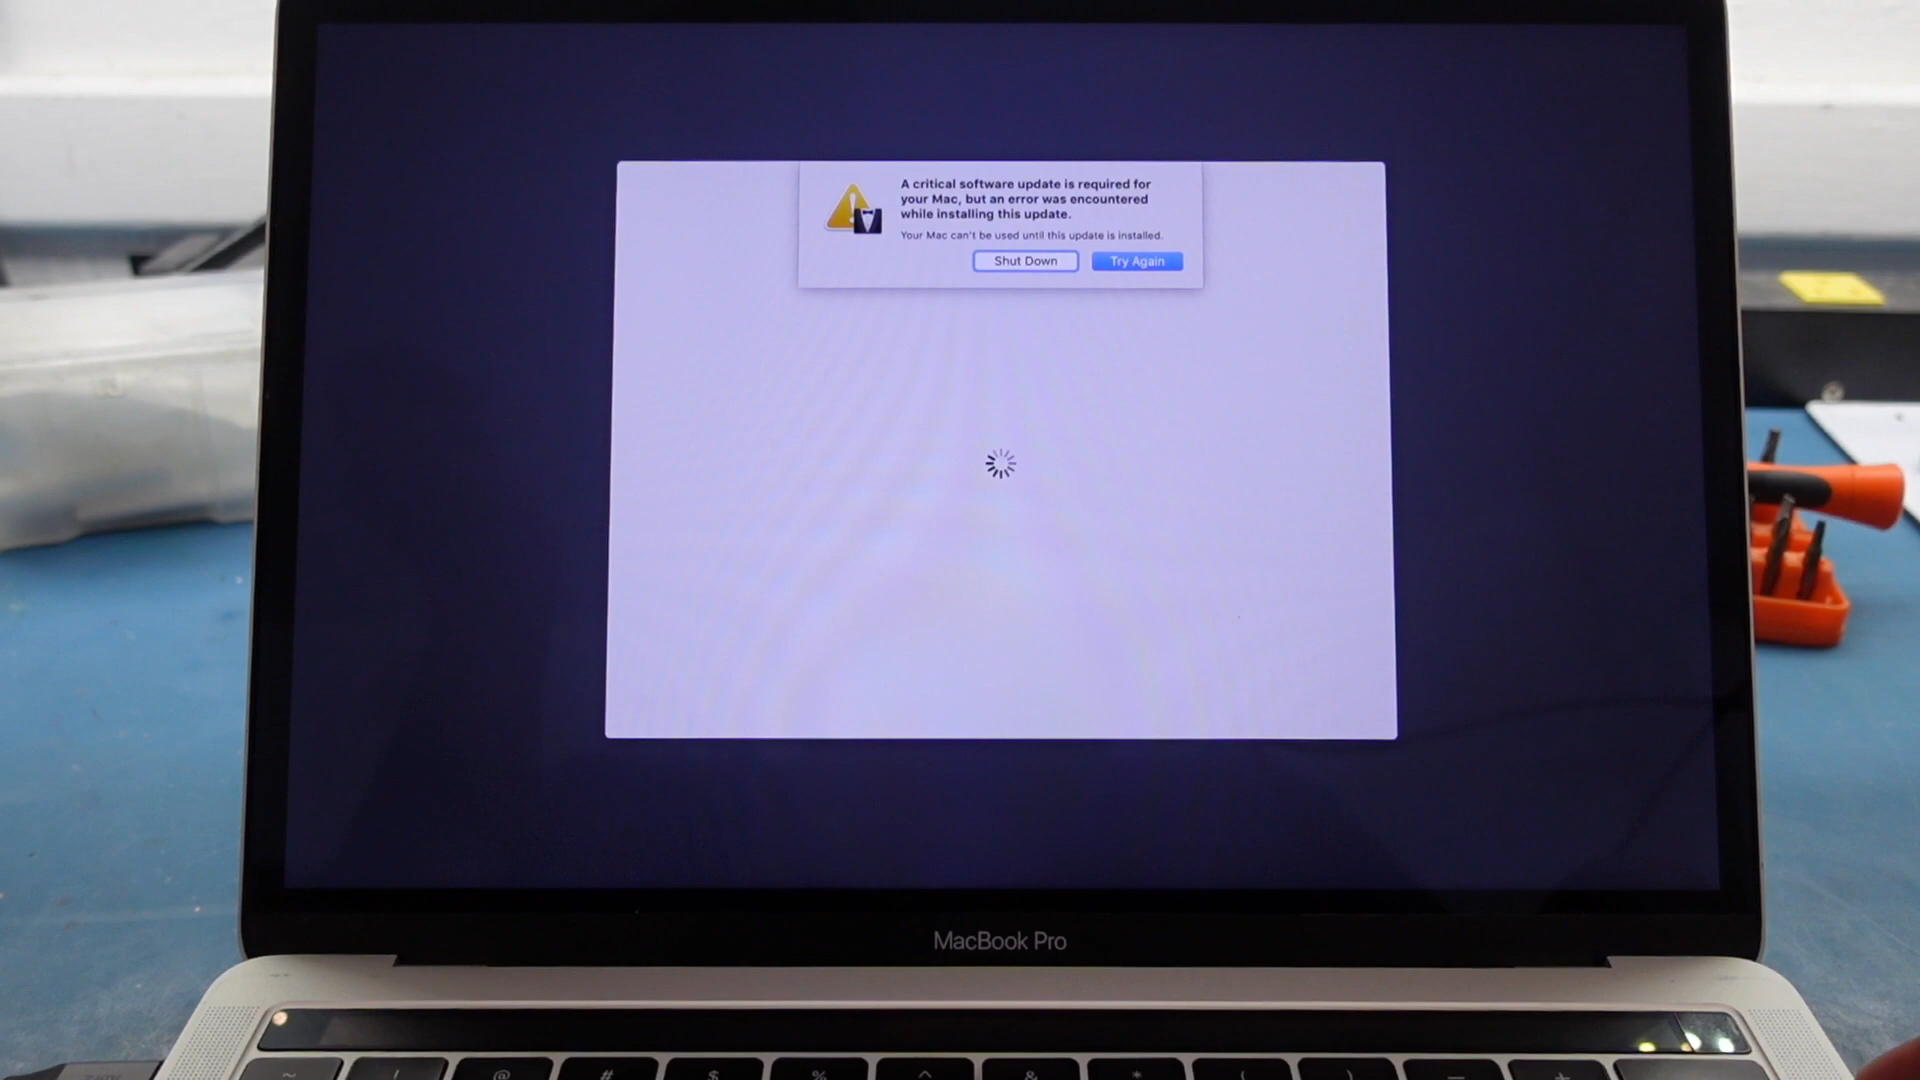 A critical software update is required for
your Mac, but an error was encountered
while installing this update.
Your Mac can't be used until this update is installed.
Shut Down
Try Again
MacBook Pro
~ ! @ # $ % ^ & * ( ) — +